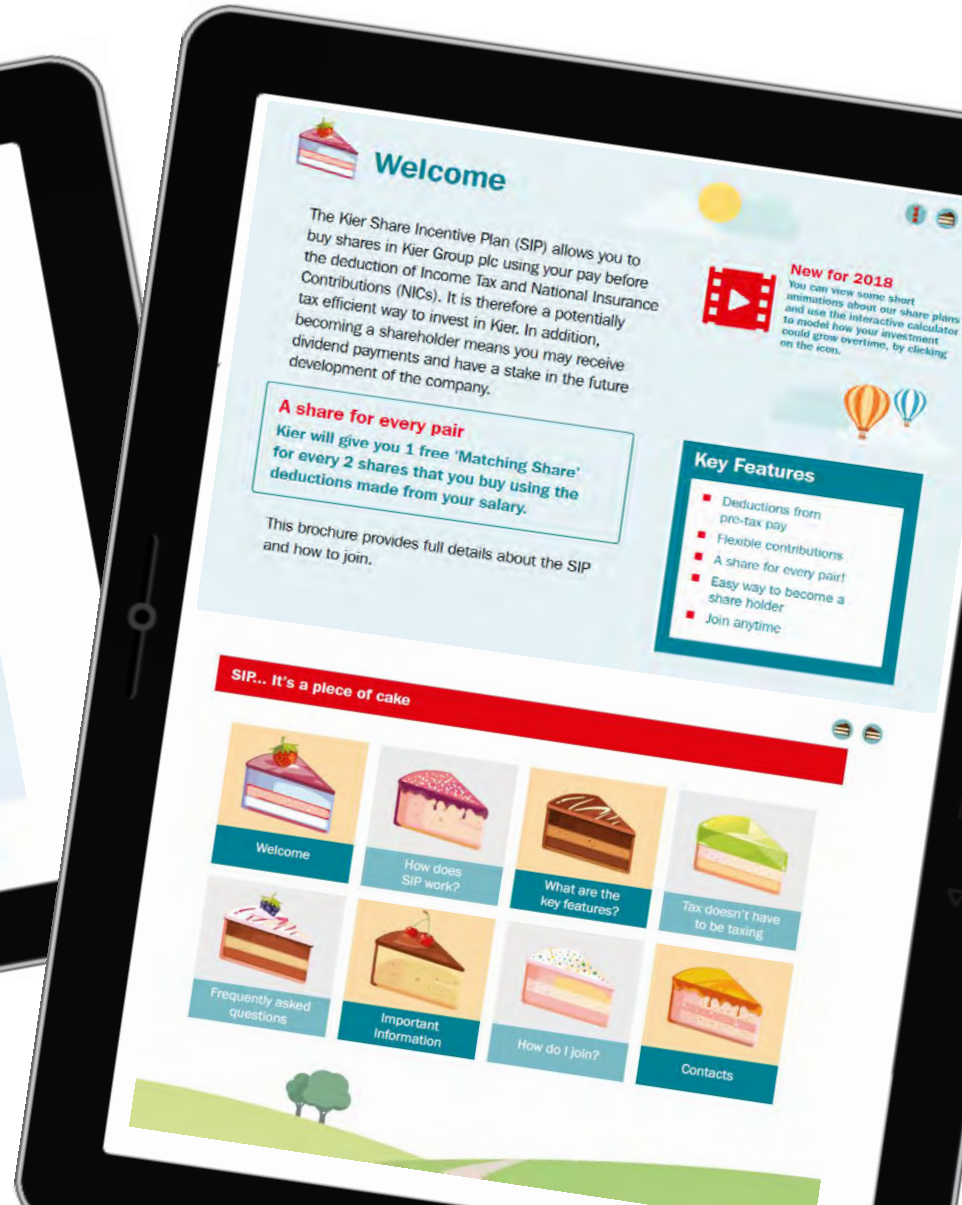 Welcome
The Kier Share Incentive Plan (SIP) allows you to
buy shares in Kier Group plc using your pay before
the deduction of Income Tax and National Insurance
Contributions (NICs). It is therefore a potentially
tax efficient way to invest in Kier. In addition,
becoming a shareholder means you may receive
dividend payments and have a stake in the future
development of the company.
A share for every pair
Kier will give you 1 free ‘Matching Share’
for every 2 shares that you buy using the
deductions made from your salary.
This brochure provides full details about the SIP
and how to join.
New for 2018
You can view some short
animations about our share plans
and use the interactive calculator
to model how your investment
could grow overtime, by clicking
on the icon.
Key Features
Deductions from
pre-tax pay
Flexible contributions
A share for every pair!
Easy way to become a
share holder
Join anytime
SIP... It's a piece of cake
Welcome
How does
SIP work?
What are the
key features?
Tax doesn't have
to be taxing
Frequently asked
questions
Important
Information
How do I join?
Contacts